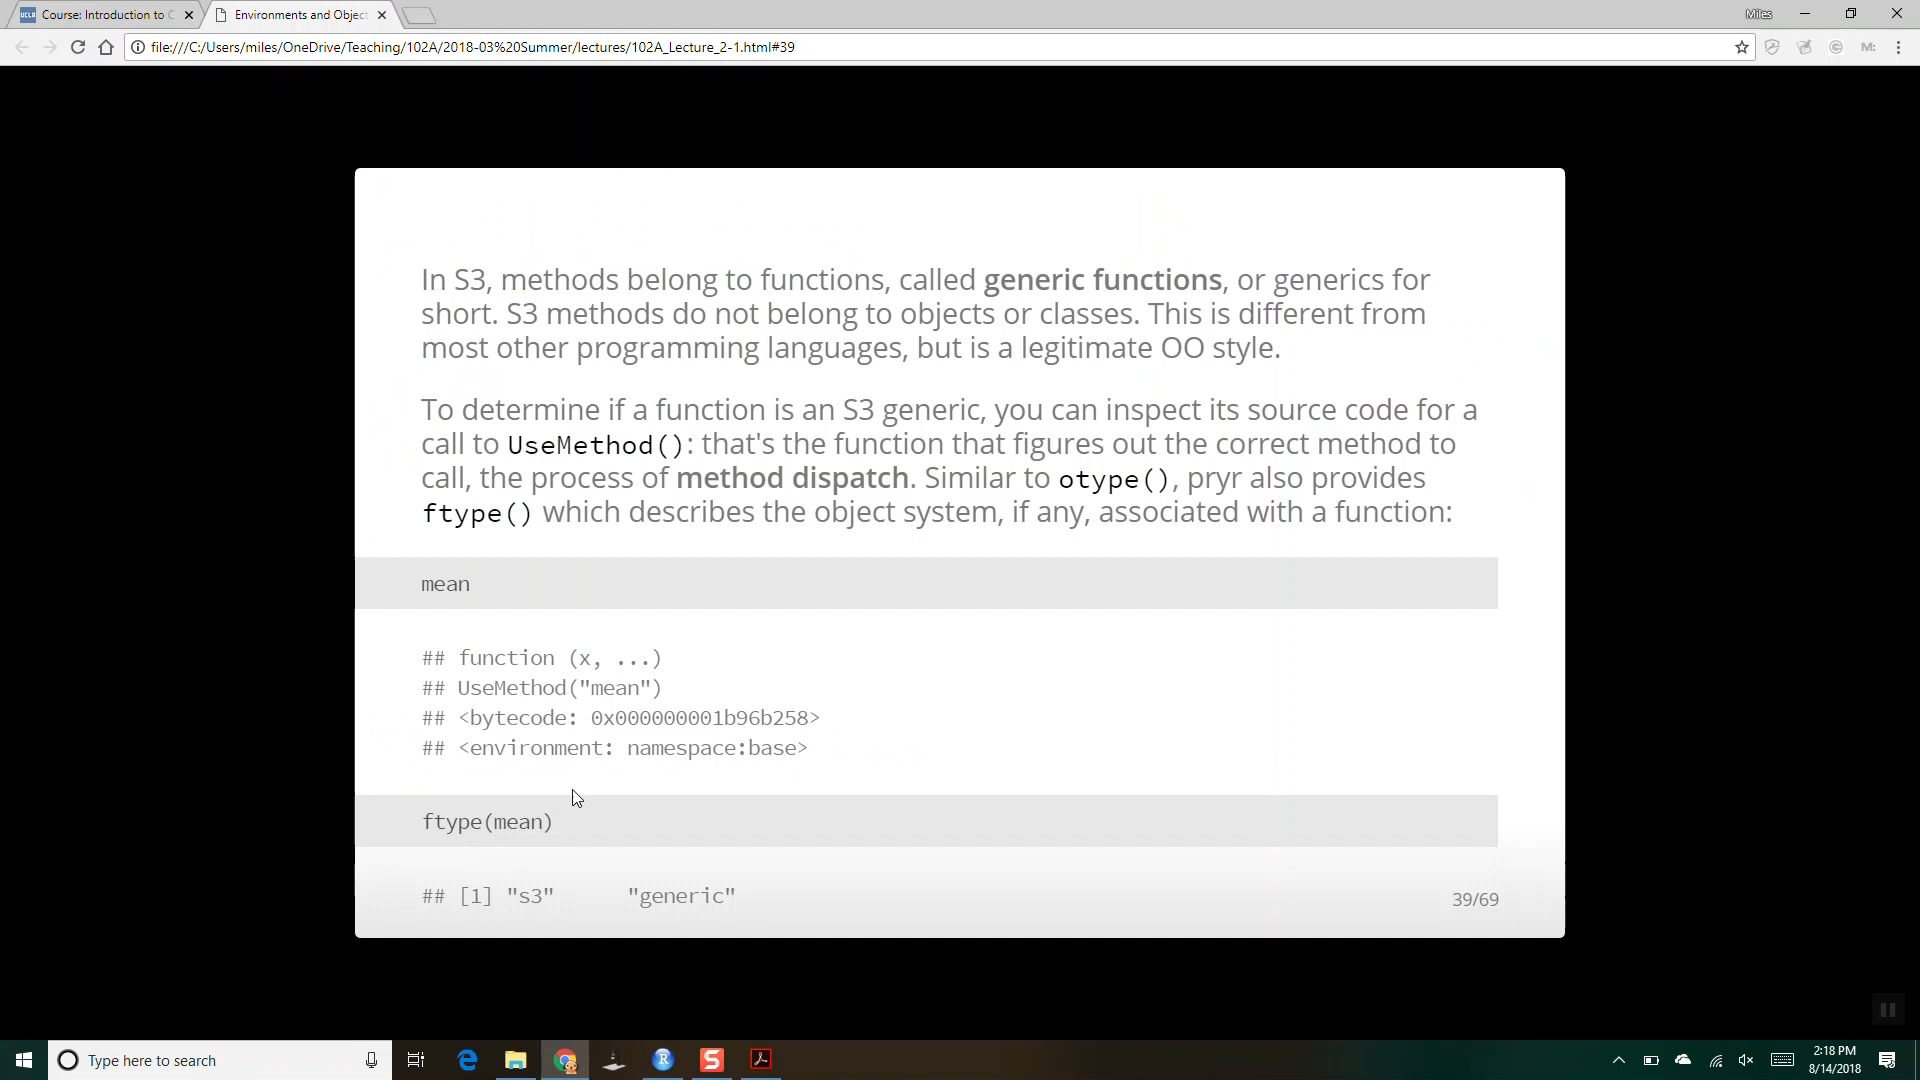 Course: Introduction to C
Environments and Object
Miles
file:///C:/Users/miles/OneDrive/Teaching/102A/2018-03%20Summer/lectures/102A_Lecture_2-1.html#39
M:
In S3, methods belong to functions, called generic functions, or generics for
short. S3 methods do not belong to objects or classes. This is different from
most other programming languages, but is a legitimate OO style.
To determine if a function is an S3 generic, you can inspect its source code for a
call to UseMethod(): that's the function that figures out the correct method to
call, the process of method dispatch. Similar to otype(), pryr also provides
ftype() which describes the object system, if any, associated with a function:
mean
## function (x, ...)
## UseMethod("mean")
## <bytecode: 0x000000001b96b258>
## <environment: namespace:base>
ftype(mean)
## [1] "s3"      "generic"
39/69
Type here to search
2:18 PM
8/14/2018